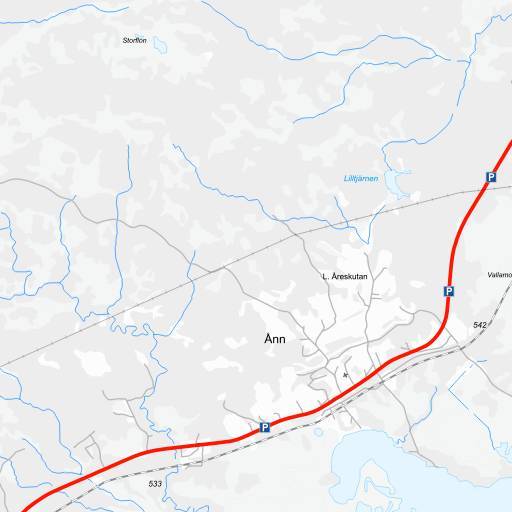 Storflon
P
Lilltjärnen
L. Åreskutan
Vallamo
P
542
Ånn
P
533